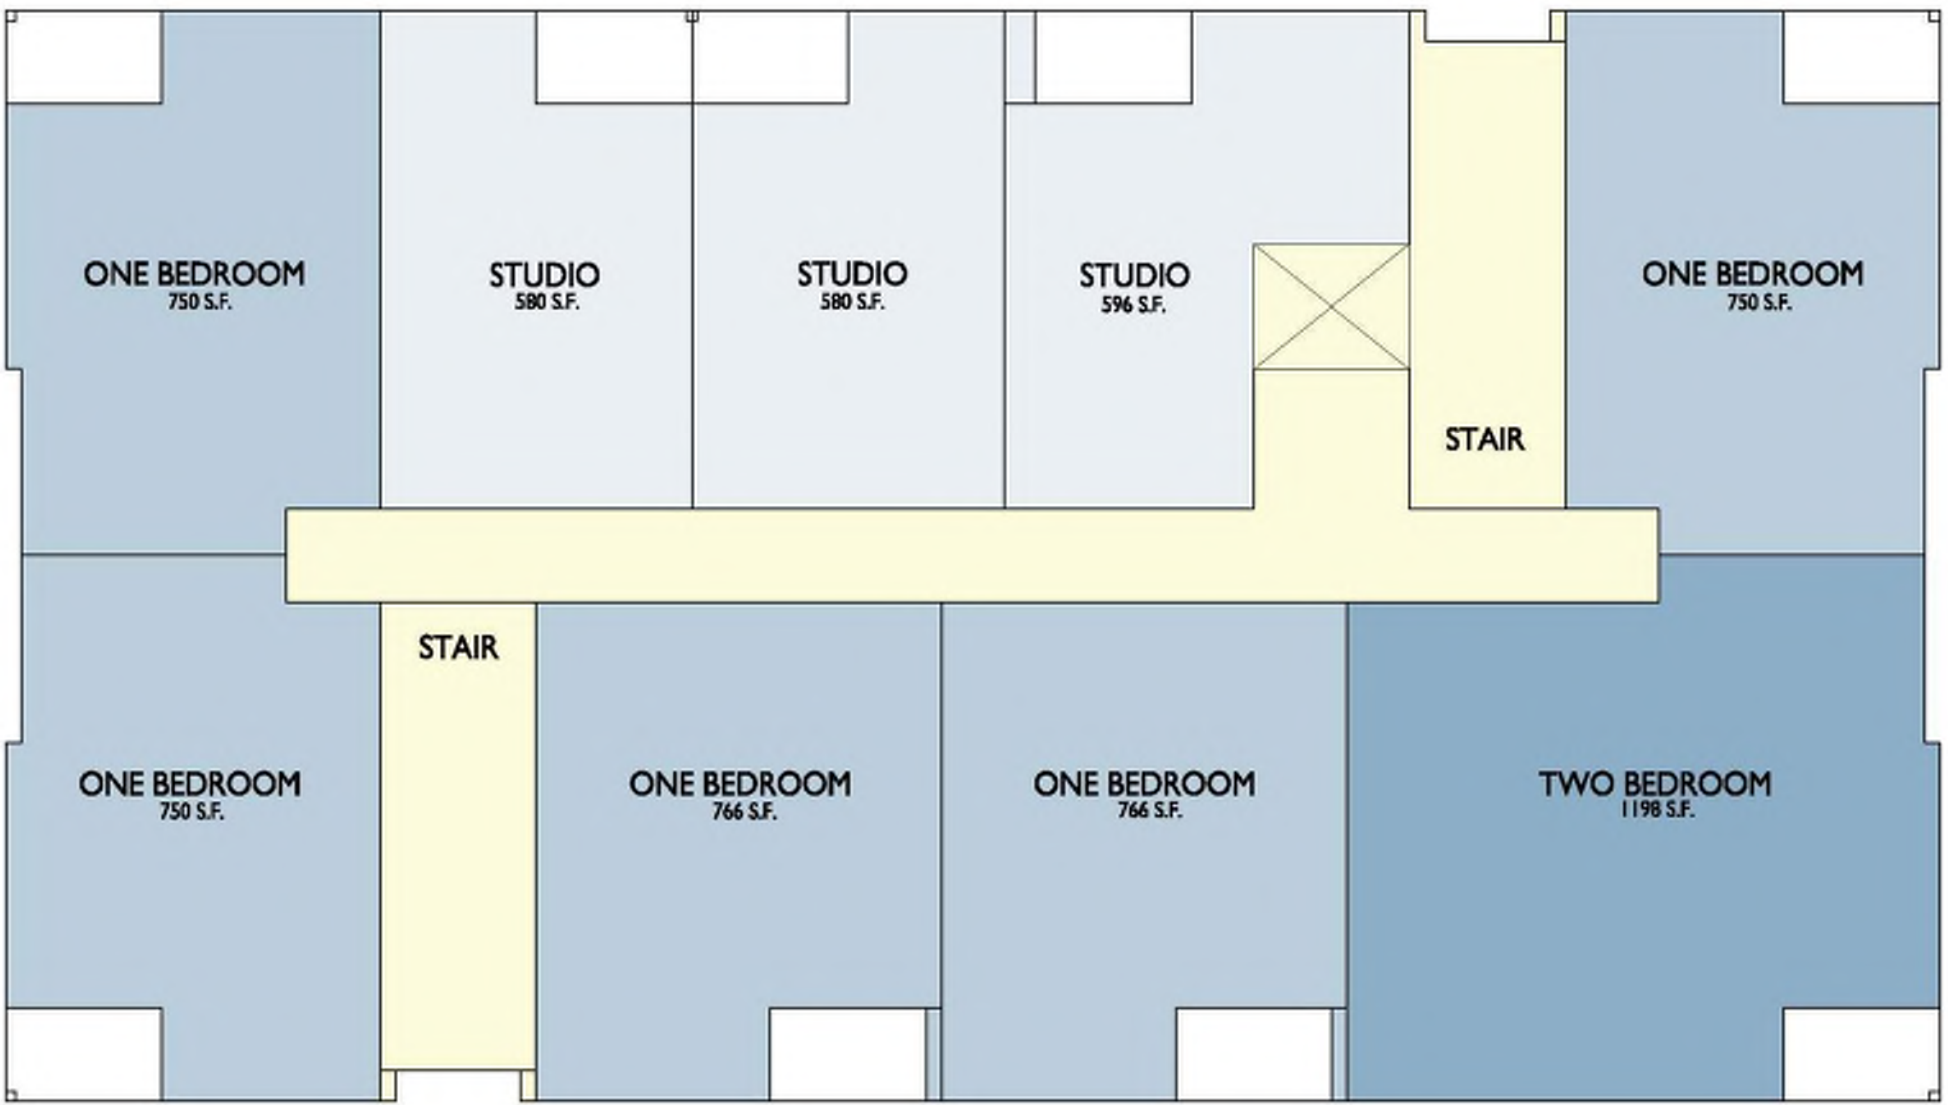 ONE BEDROOM
750 S.F.
STUDIO
580 S.F.
STUDIO
580 S.F.
STUDIO
596 S.F.
ONE BEDROOM
750 S.F.
STAIR
STAIR
ONE BEDROOM
750 S.F.
ONE BEDROOM
766 S.F.
ONE BEDROOM
766 S.F.
TWO BEDROOM
1198 S.F.